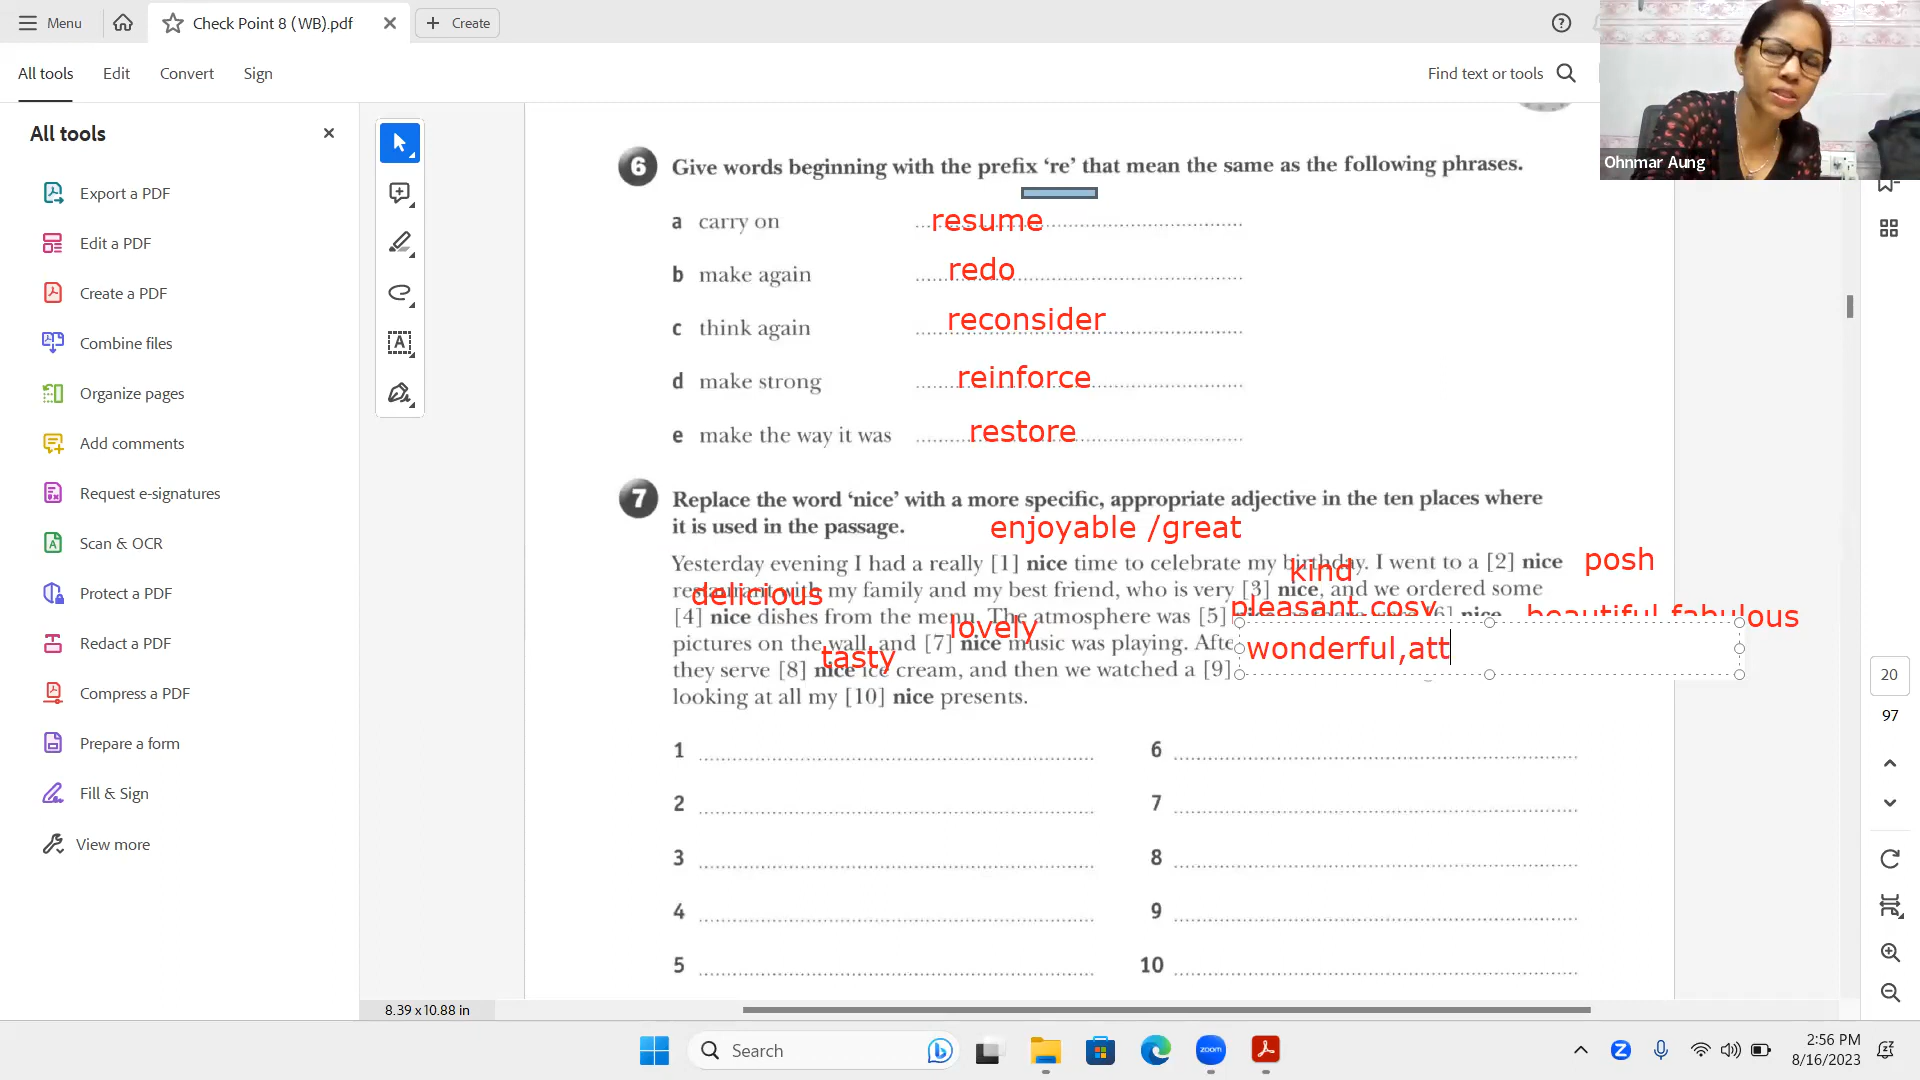 Menu
Check Point 8 (WB).pdf
Create
All tools
Edit
Convert
Sign
Find text or tools
Ohnmar Aung
All tools
Export a PDF
Edit a PDF
Create a PDF
Combine files
Organize pages
Add comments
Request e-signatures
Scan & OCR
Protect a PDF
Redact a PDF
Compress a PDF
Prepare a form
Fill & Sign
View more
6 Give words beginning with the prefix ‘re’ that mean the same as the following phrases.
a carry on resume
b make again redo
c think again reconsider
d make strong reinforce
e make the way it was restore
7 Replace the word ‘nice’ with a more specific, appropriate adjective in the ten places where
it is used in the passage.
enjoyable /great
Yesterday evening I had a really [1] nice time to celebrate my birthday. I went to a [2] nice
posh
kind
restaurant with my family and my best friend, who is very [3] nice, and we ordered some
delicious
pleasant,cosy
[4] nice dishes from the menu. The atmosphere was [5] [6] nice
beautiful,fabulous
lovely
pictures on the wall, and [7] nice music was playing. Afte
wonderful,att
tasty
they serve [8] nice ice cream, and then we watched a [9]
looking at all my [10] nice presents.
1
6
2
7
3
8
4
9
5
10
20
97
8.39 x 10.88 in
Search
zoom
2:56 PM
8/16/2023